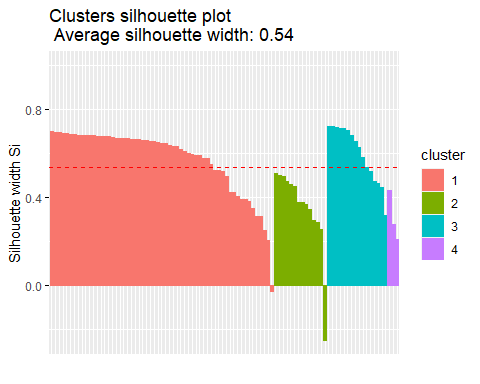 Clusters silhouette plot
Average silhouette width: 0.54
Silhouette width Si
0.8
0.4
0.0
cluster
1
2
3
4